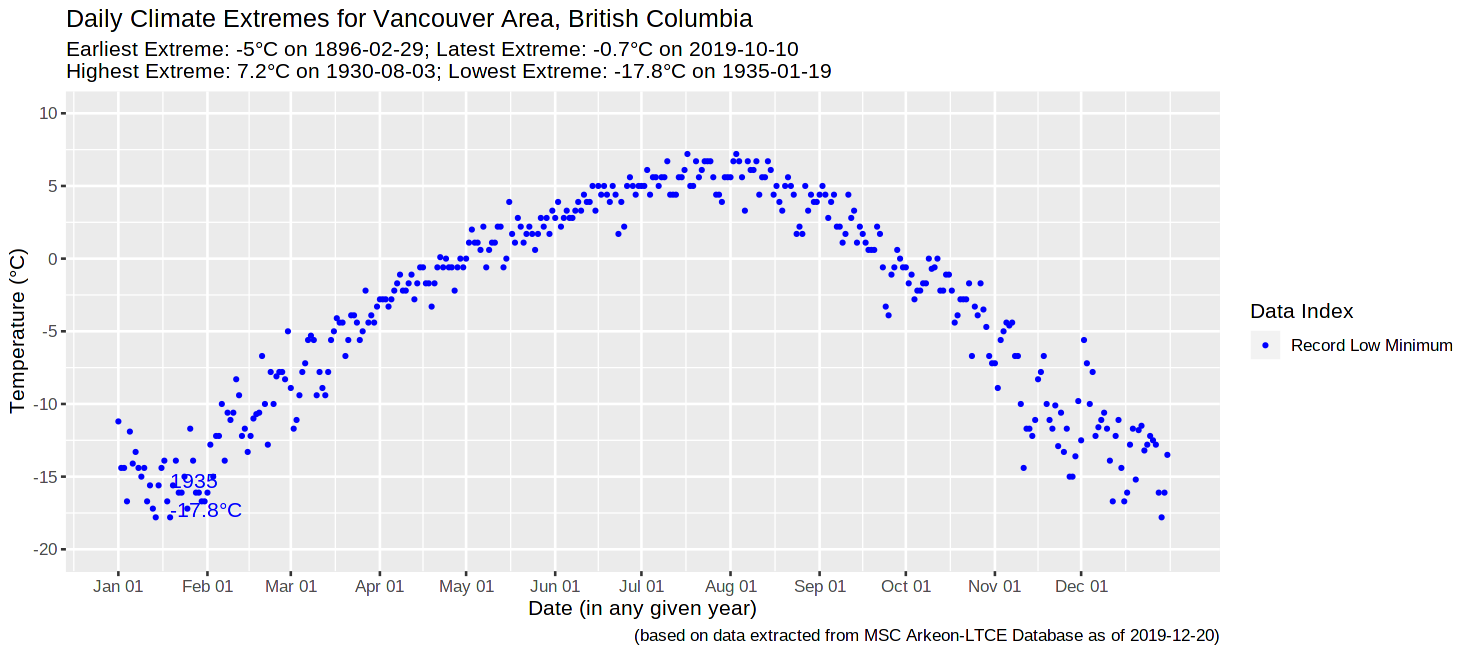 Daily Climate Extremes for Vancouver Area, British Columbia
Earliest Extreme: -5°C on 1896-02-29; Latest Extreme: -0.7°C on 2019-10-10
Highest Extreme: 7.2°C on 1930-08-03; Lowest Extreme: -17.8°C on 1935-01-19
Temperature (°C)
10
5
0
-5
-10
-15
-20
1935
-17.8°C
Jan 01 Feb 01 Mar 01 Apr 01 May 01 Jun 01 Jul 01 Aug 01 Sep 01 Oct 01 Nov 01 Dec 01
Date (in any given year)
(based on data extracted from MSC Arkeon-LTCE Database as of 2019-12-20)
Data Index
Record Low Minimum